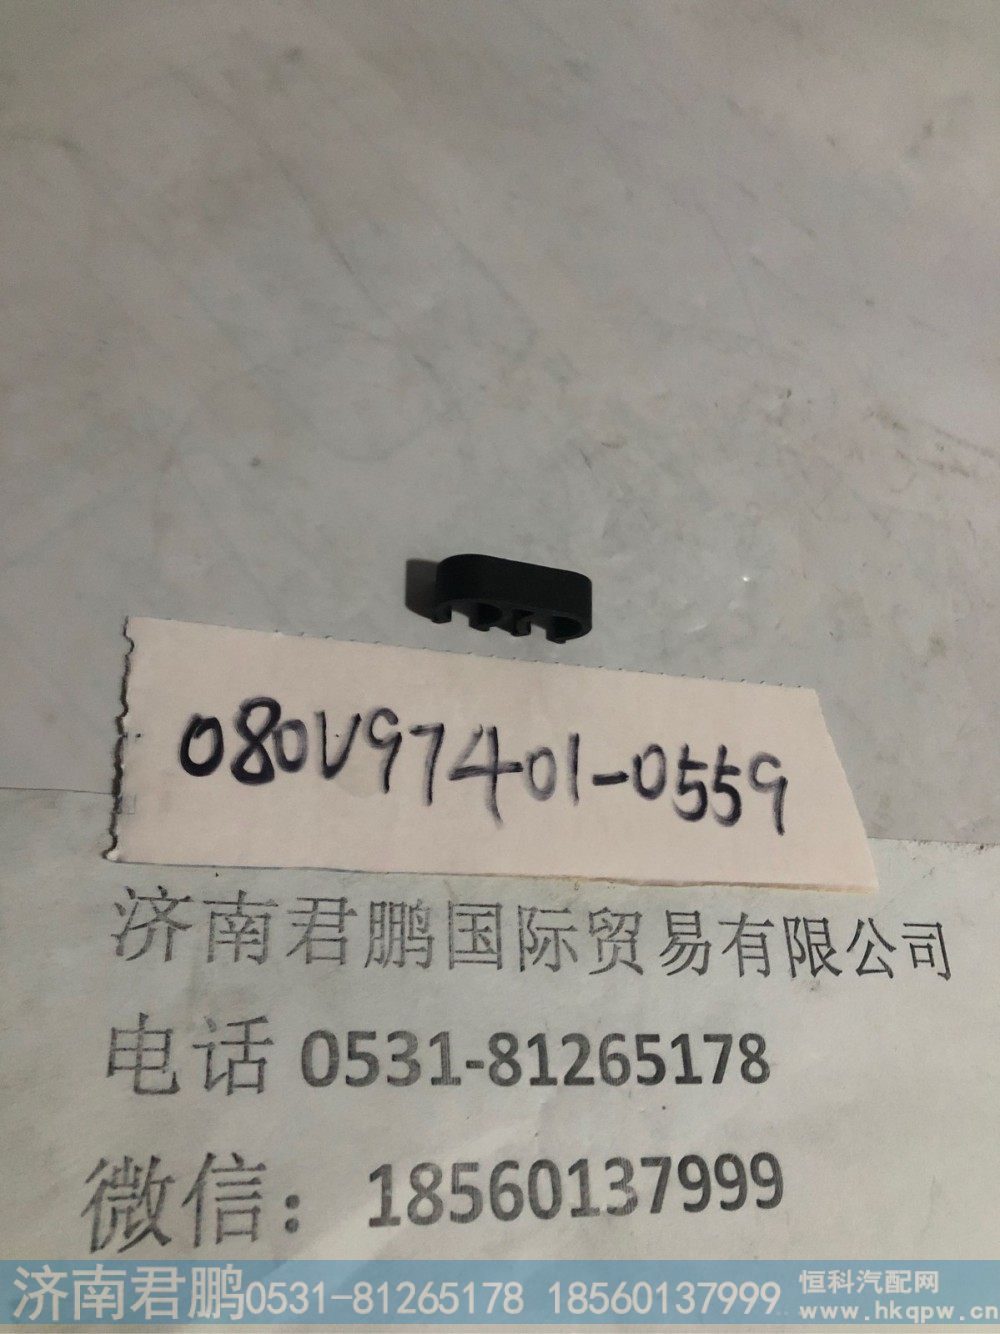 080V97401-0559
济南君鹏国际贸易有限公司
电话 0531-81265178
微信：18560137999
济南君鹏0531-81265178 18560137999
恒科汽配网
www.hkqpw.cn